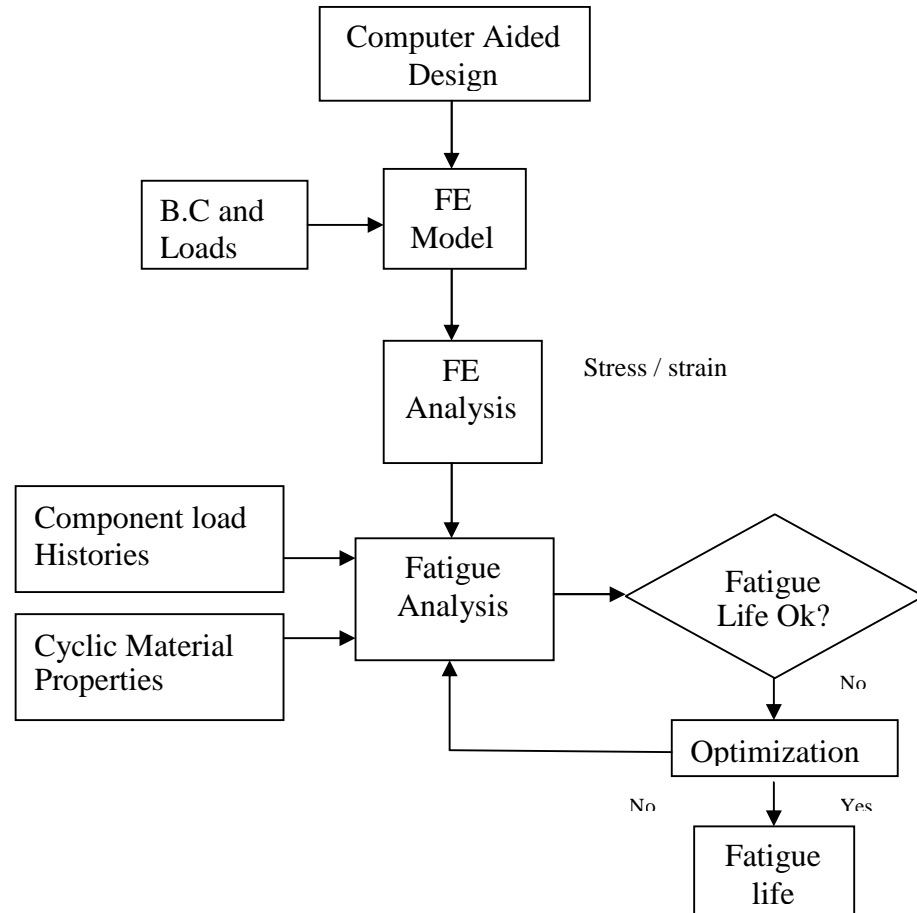 Computer Aided
Design
B.C and
Loads
FE
Model
FE
Analysis
Stress / strain
Component load
Histories
Cyclic Material
Properties
Fatigue
Analysis
Fatigue
Life Ok?
No
Optimization
No
Yes
Fatigue
life